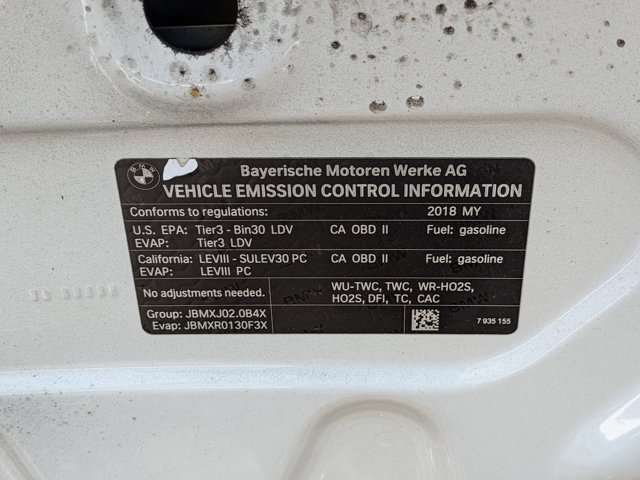 BMW
Bayerische Motoren Werke AG
VEHICLE EMISSION CONTROL INFORMATION
Conforms to regulations: 2018 MY
U.S. EPA: Tier3 - Bin30 LDV CA OBD II Fuel: gasoline
EVAP: Tier3 LDV
California: LEVIII - SULEV30 PC CA OBD II Fuel: gasoline
EVAP: LEVIII PC
No adjustments needed. WU-TWC, TWC, WR-HO2S,
HO2S, DFI, TC, CAC
Group: JBMXJ02.0B4X
Evap: JBMXR0130F3X 7 935 155